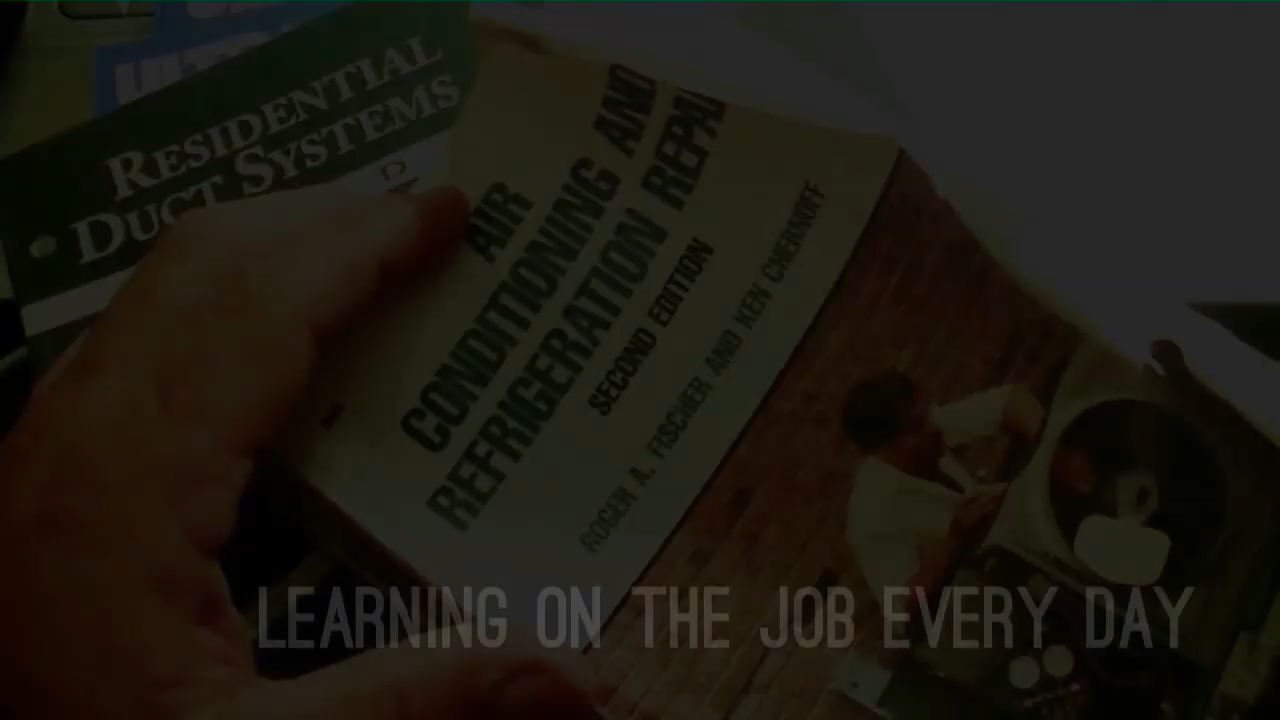 RESIDENTIAL
DUCT SYSTEMS
AIR
CONDITIONING AND
REFRIGERATION REPAI
SECOND EDITION
ROGER A. FISCHER AND KEN CHERNOFF
LEARNING ON THE JOB EVERY DAY